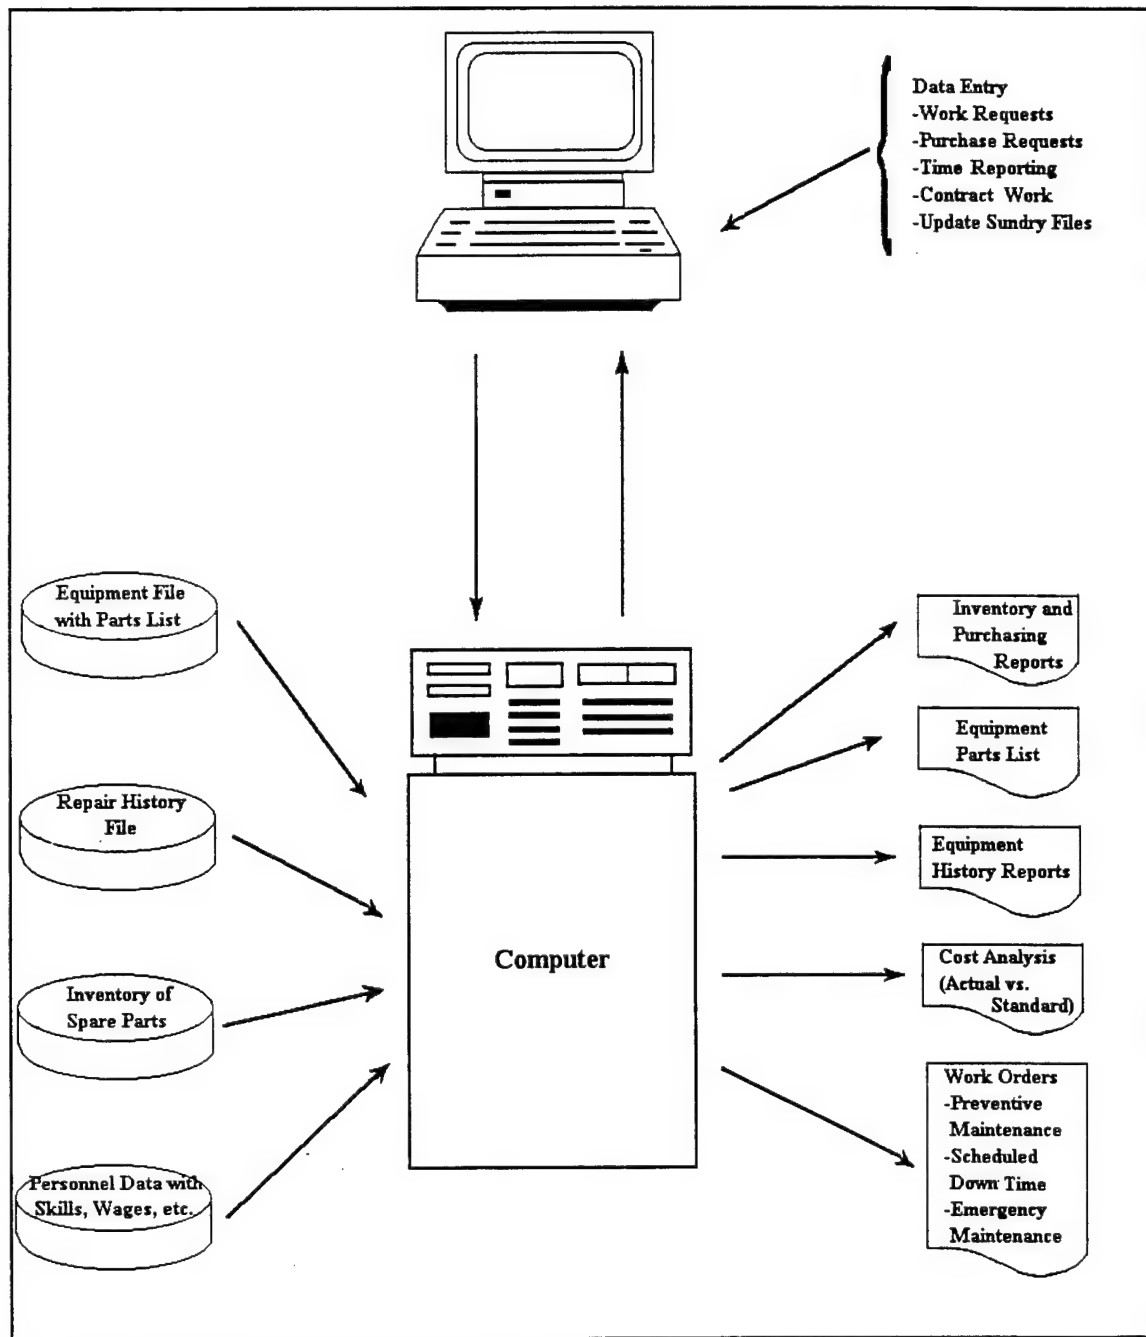 Data Entry
-Work Requests
-Purchase Requests
-Time Reporting
-Contract Work
-Update Sundry Files
Equipment File
with Parts List
Repair History
File
Inventory of
Spare Parts
Personnel Data with
Skills, Wages, etc.
Computer
Inventory and
Purchasing
Reports
Equipment
Parts List
Equipment
History Reports
Cost Analysis
(Actual vs.
Standard)
Work Orders
-Preventive
Maintenance
-Scheduled
Down Time
-Emergency
Maintenance